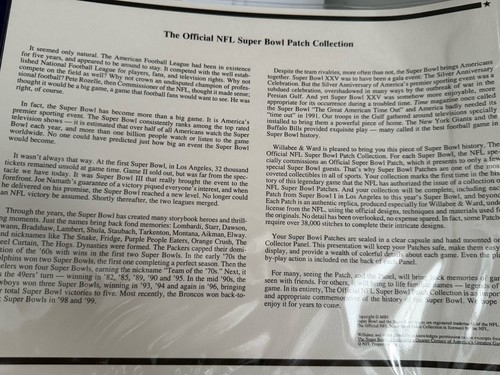 The Official NFL Super Bowl Patch Collection
It seemed only natural. The American Football League had been in existence
for five years, and appeared to be around to stay. It competed with the well estab-
lished National Football League for players, fans, and television rights. Why not
compete on the field as well? Why not crown an undisputed champion of profes-
sional football? Pete Rozelle, then Commissioner of the NFL, thought it made sense;
thought it would be a big game, a game that football fans would want to see. He was
right, of course.
In fact, the Super Bowl has become more than a big game. It is America's
premier sporting event. The Super Bowl games consistently rank among the top rated
television shows — it is estimated that over half of all Americans watch the Super
Bowl each year, and more than one billion people watch or listen to the game
worldwide. No one could have predicted just how big an event the Super Bowl
would become.
It wasn't always that way. At the first Super Bowl, in Los Angeles, 32 thousand
tickets remained unsold at game time. Game II sold out, but was far from the spec-
tacle we have today. It was Super Bowl III that really brought the event to the
forefront. Joe Namath's guarantee of a victory piqued everyone's interest, and when
he delivered on his promise, the Super Bowl reached a new level. No longer could
an NFL victory be assumed. Shortly thereafter, the two leagues merged.
Through the years, the Super Bowl has created many storybook heroes and thrill-
ing moments. Just the names bring back fond memories: Lombardi, Starr, Dawson,
Swann, Bradshaw, Lambert, Shula, Staubach, Tarkenton, Montana, Aikman, Elway,
and nicknames like The Snake, Fridge, Purple People Eaters, Orange Crush, The
Steel Curtain, The Hogs. Dynasties were formed. The Packers capped their domi-
nation of the '60s with wins in the first two Super Bowls. In the early '70s the
Dolphins won two Super Bowls, the first one completing a perfect season. Then the
Steelers won four Super Bowls, earning the nickname "Team of the '70s." Next, it
was the 49ers' turn — winning in '82, '85, '89, '90 and '95. In the mid '90s, the
Cowboys won three Super Bowls, winning in '93, '94 and again in '96, bringing
their total Super Bowl victories to five. Most recently, the Broncos won back-to-
back Super Bowls in '98 and '99.
Despite team rivalries, more often than not, the Super Bowl brings Americans
together. Super Bowl XXV was to have been a gala event: The Silver Anniversary
Celebration. But the Silver Anniversary of America's premier sporting event was a
subdued celebration, overshadowed in many ways by the outbreak of war in the
Persian Gulf. And yet Super Bowl XXV was somehow more enjoyable, more
appropriate for its occurrence during a troubled time. Time magazine once called
the Super Bowl "The Great American Time Out" and America badly needed a
"time out" in 1991. Our troops in the Gulf gathered around televisions specially
installed to bring them a powerful piece of home. The New York Giants and the
Buffalo Bills provided exquisite play — many called it the best football game in
Super Bowl history.
Willabee & Ward is pleased to bring you this piece of Super Bowl history. The
Official NFL Super Bowl Patch Collection. For each Super Bowl, the NFL spe-
cially commissions an Official Super Bowl Patch, which it presents to only a few
special Super Bowl guests. That's why Super Bowl Patches are one of the most
coveted collectibles in all of sports. Your collection marks the first time in the his-
tory of this bigtime game that the NFL has authorized the issue of a collection of
NFL Super Bowl Patches. And your collection will be complete; including every
Patch from Super Bowl I in Los Angeles to this year's Super Bowl, and beyond.
Each Patch is an authentic replica, produced especially for Willabee & Ward, under
license from the NFL, using the official designs, techniques and materials used for
the originals. No detail has been overlooked, no expense spared. In fact, some Patches
require over 38,000 stitches to complete their intricate designs.
Your Super Bowl Patches are sealed in a clear capsule and mounted on a
Collector Panel. This presentation will keep your Patches safe, make them easy to
display, and provide a wealth of colorful details about each game. Even the play-
by-play action is included on the back of each Panel.
For many, seeing the Patch, and Panel, will bring back memories of games
seen with friends. For others, it will bring to life famous names — legends of the
game. In its entirety, The Official NFL Super Bowl Patch Collection is a fitting
and appropriate commemoration of the history of the Super Bowl. We hope you
enjoy it for years to come.